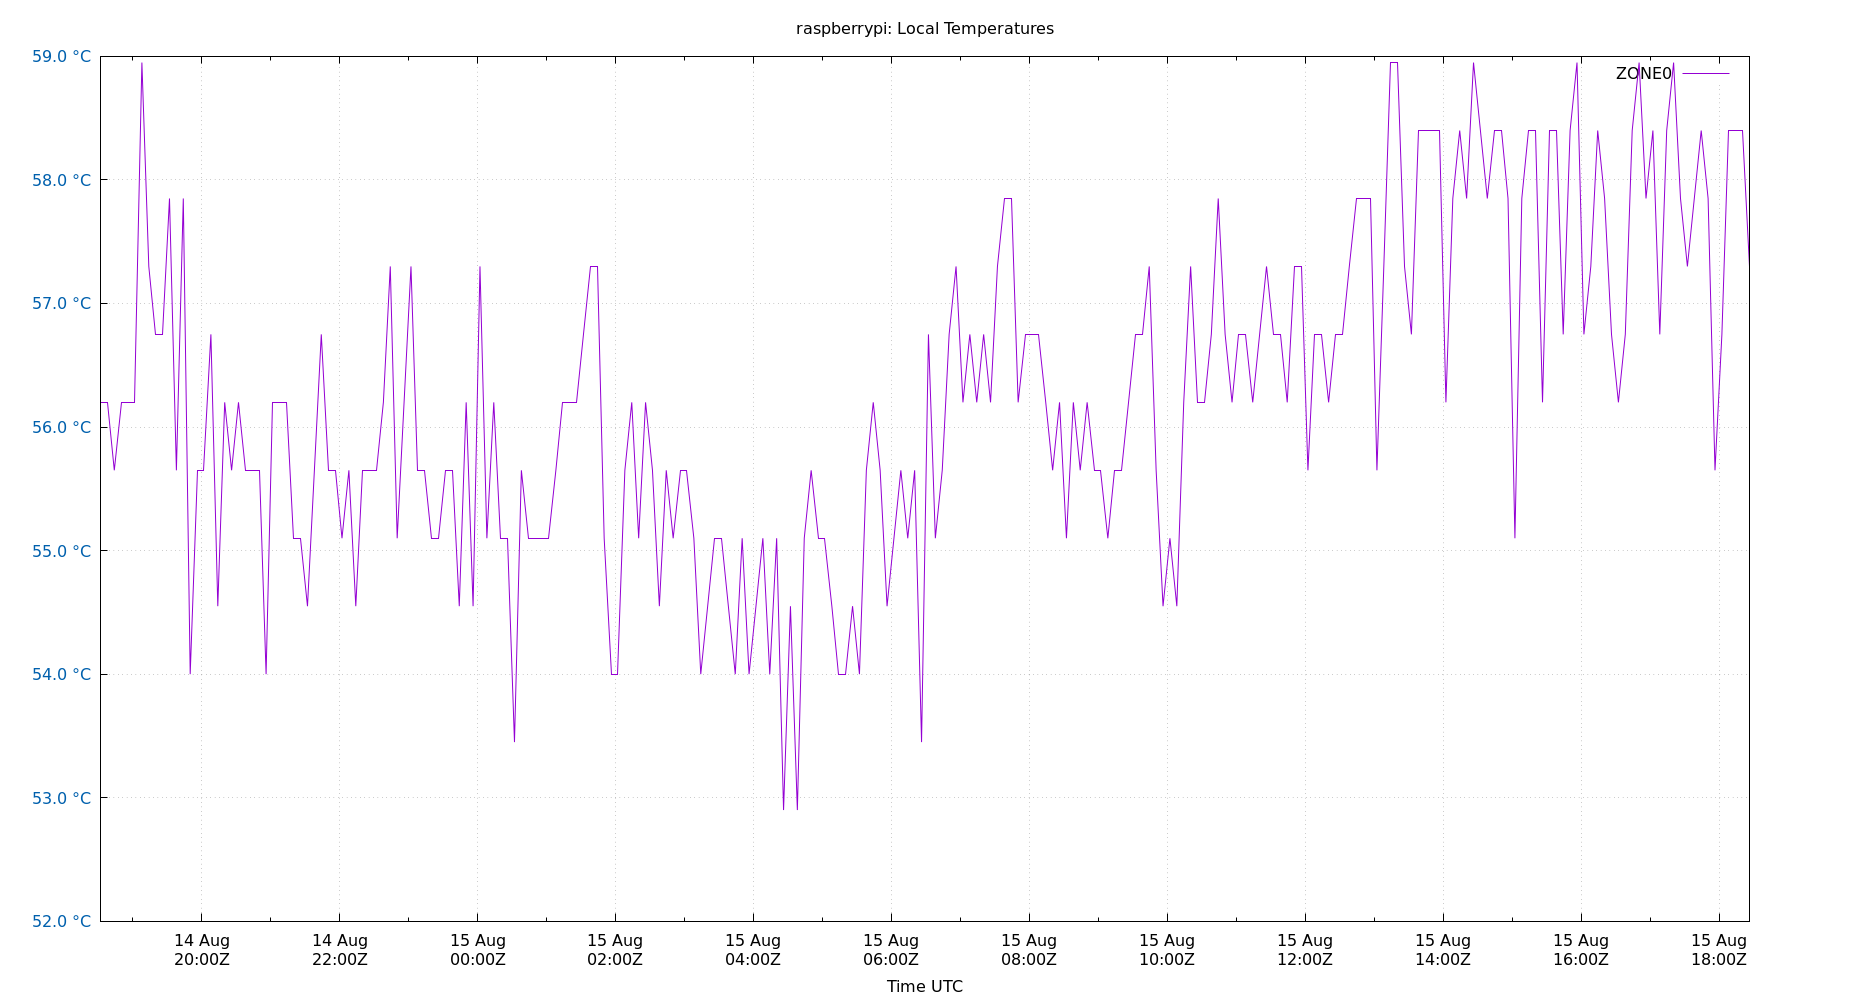 raspberrypi: Local Temperatures
59.0 °C
ZONE0
58.0 °C
57.0 °C
56.0 °C
55.0 °C
54.0 °C
53.0 °C
52.0 °C
14 Aug 14 Aug 15 Aug 15 Aug 15 Aug 15 Aug 15 Aug 15 Aug 15 Aug 15 Aug 15 Aug 15 Aug
20:00Z 22:00Z 00:00Z 02:00Z 04:00Z 06:00Z 08:00Z 10:00Z 12:00Z 14:00Z 16:00Z 18:00Z
Time UTC